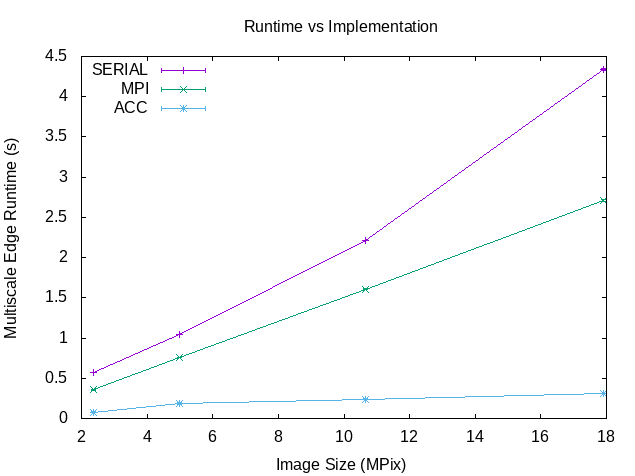 Runtime vs Implementation
4.5
4
3.5
3
2.5
2
1.5
1
0.5
0
SERIAL
MPI
ACC
Multiscale Edge Runtime (s)
2 4 6 8 10 12 14 16 18
Image Size (MPix)